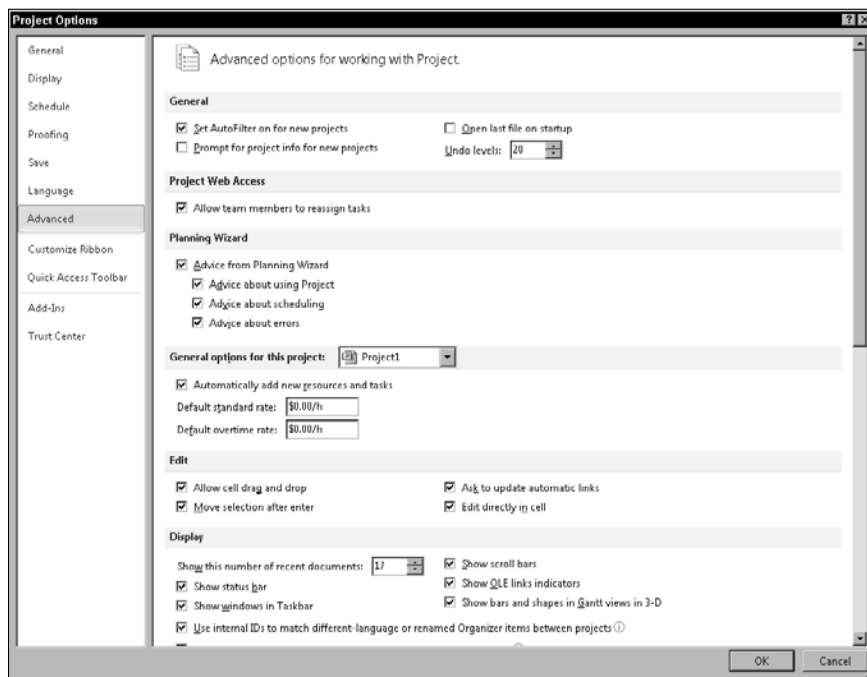 Project Options
General
Display
Schedule
Proofing
Save
Language
Advanced
Customize Ribbon
Quick Access Toolbar
Add-Ins
Trust Center
Advanced options for working with Project.
General
Set AutoFilter on for new projects
Open last file on startup
Prompt for project info for new projects
Undo levels: 20
Project Web Access
Allow team members to reassign tasks
Planning Wizard
Advice from Planning Wizard
Advice about using Project
Advice about scheduling
Advice about errors
General options for this project: Project1
Automatically add new resources and tasks
Default standard rate: $0.00/h
Default overtime rate: $0.00/h
Edit
Allow cell drag and drop
Ask to update automatic links
Move selection after enter
Edit directly in cell
Display
Show this number of recent documents: 17
Show scroll bars
Show status bar
Show OLE links indicators
Show windows in Taskbar
Show bars and shapes in Gantt views in 3-D
Use internal IDs to match different-language or renamed Organizer items between projects
OK
Cancel